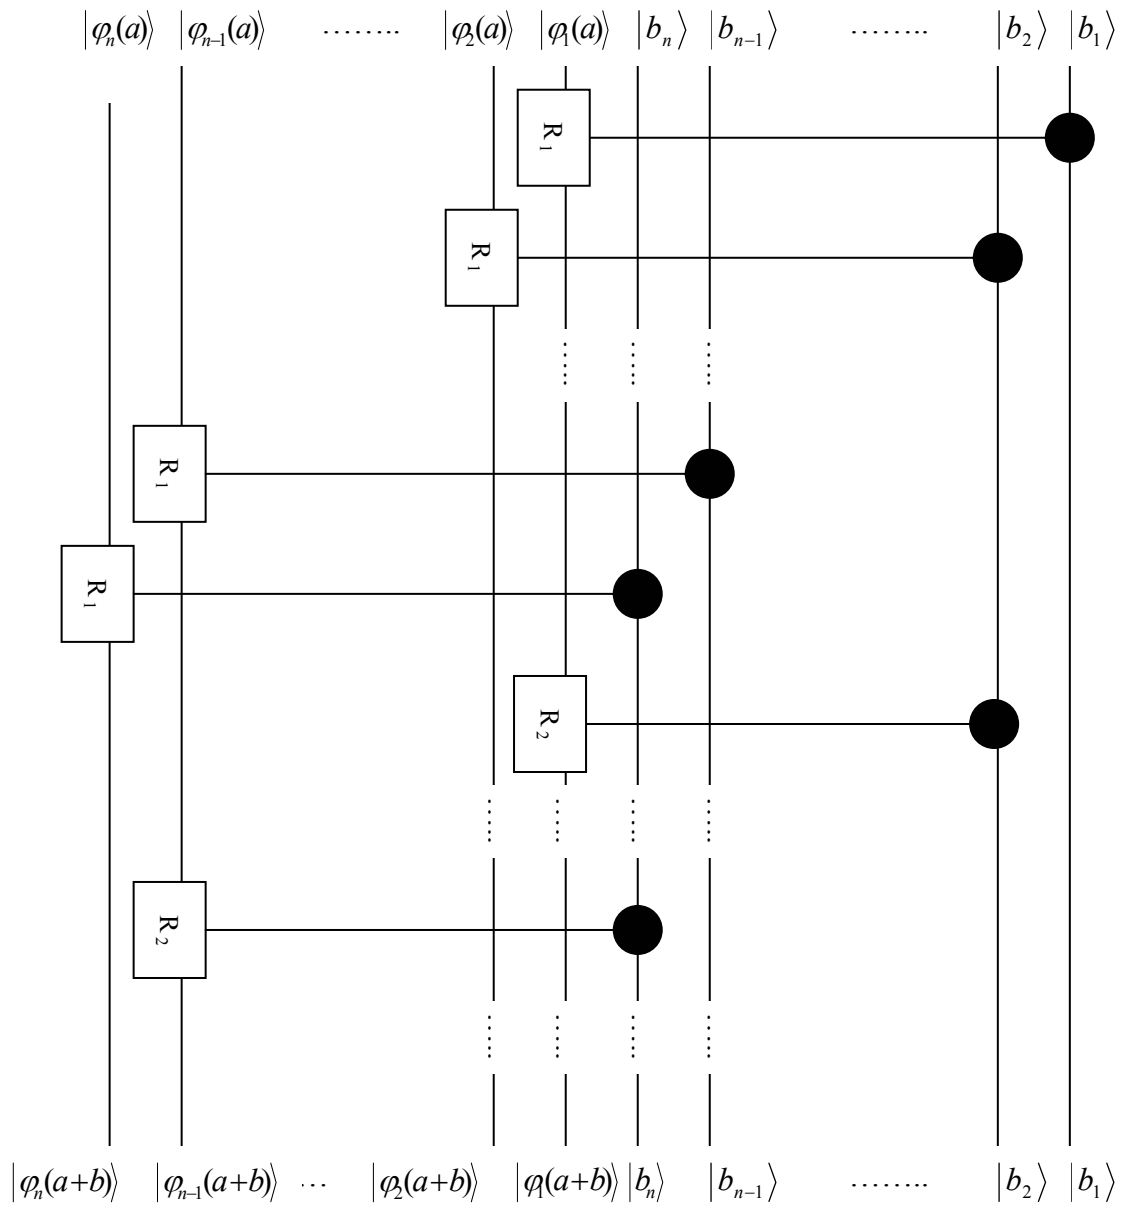 |φₙ(a)⟩ |φₙ₋₁(a)⟩ ........ |φ₂(a)⟩ |φ₁(a)⟩ |bₙ⟩ |bₙ₋₁⟩ ........ |b₂⟩ |b₁⟩
R₁
R₁
R₁
R₁
R₂
R₂
|φₙ(a+b)⟩ |φₙ₋₁(a+b)⟩ ... |φ₂(a+b)⟩ |φ₁(a+b)⟩ |bₙ⟩ |bₙ₋₁⟩ ........ |b₂⟩ |b₁⟩